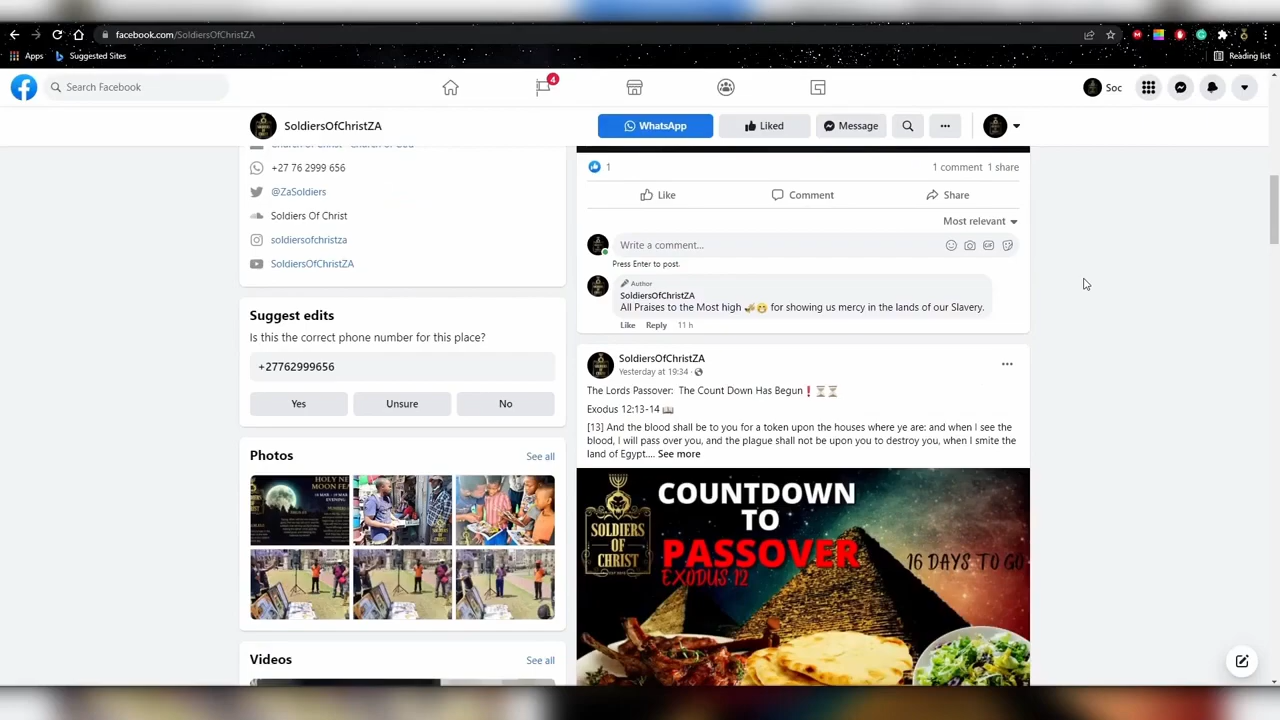 facebook.com/SoldiersOfChristZA
Apps
Suggested Sites
Reading list
Search Facebook
4
Soc
SoldiersOfChristZA
WhatsApp
Liked
Message
+27 76 2999 656
@ZaSoldiers
Soldiers Of Christ
soldiersofchristza
SoldiersOfChristZA
Suggest edits
Is this the correct phone number for this place?
+27762999656
Yes
Unsure
No
Photos
See all
HOLY NE
MOON FEA
Videos
See all
1
1 comment 1 share
Like
Comment
Share
Most relevant
Write a comment...
GIF
Press Enter to post.
Author
SoldiersOfChristZA
All Praises to the Most high 🎺😁 for showing us mercy in the lands of our Slavery.
Like Reply 11 h
SoldiersOfChristZA
Yesterday at 19:34
The Lords Passover: The Count Down Has Begun❗⏳⏳
Exodus 12:13-14 📖
[13] And the blood shall be to you for a token upon the houses where ye are: and when I see the
blood, I will pass over you, and the plague shall not be upon you to destroy you, when I smite the
land of Egypt.... See more
SOLDIERS
OF
CHRIST
COUNTDOWN
TO
PASSOVER
EXODUS 12
16 DAYS TO GO